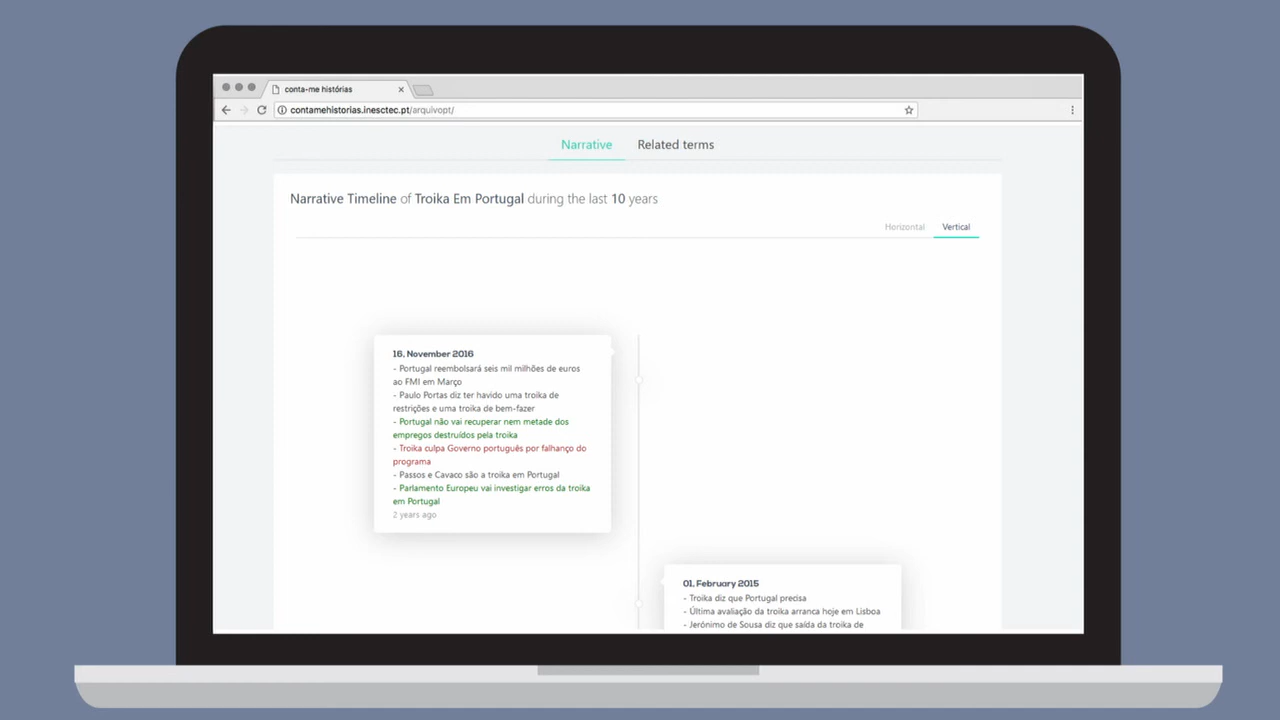 conta-me histórias
contamehistorias.inesctec.pt/arquivopt/
Narrative Related terms
Narrative Timeline of Troika Em Portugal during the last 10 years
Horizontal Vertical
16, November 2016
- Portugal reembolsará seis mil milhões de euros
ao FMI em Março
- Paulo Portas diz ter havido uma troika de
restrições e uma troika de bem-fazer
- Portugal não vai recuperar nem metade dos
empregos destruídos pela troika
- Troika culpa Governo português por falhanço do
programa
- Passos e Cavaco são a troika em Portugal
- Parlamento Europeu vai investigar erros da troika
em Portugal
2 years ago
01, February 2015
- Troika diz que Portugal precisa
- Última avaliação da troika arranca hoje em Lisboa
- Jerónimo de Sousa diz que saída da troika de